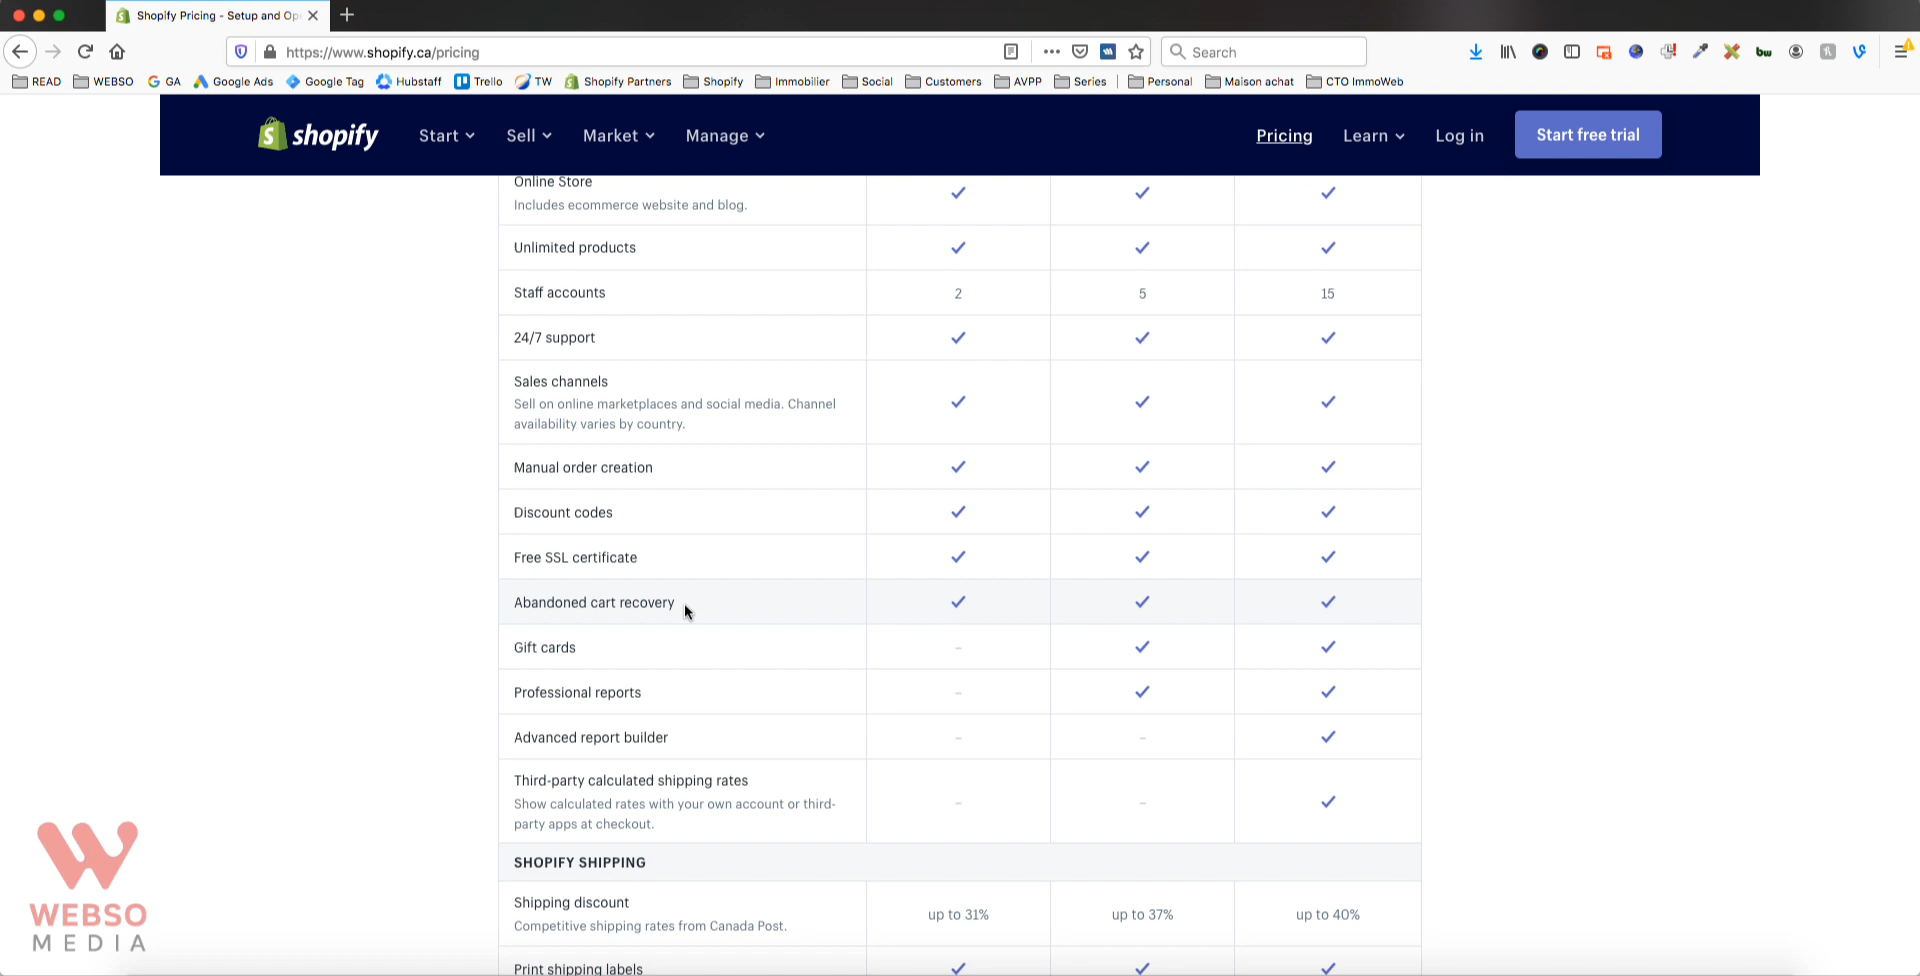 Shopify Pricing - Setup and Op
https://www.shopify.ca/pricing
Search
READ WEBSO GA Google Ads Google Tag Hubstaff Trello TW Shopify Partners Shopify Immobilier Social Customers AVPP Series Personal Maison achat CTO ImmoWeb
shopify Start Sell Market Manage Pricing Learn Log in Start free trial
Online Store
Includes ecommerce website and blog.
Unlimited products
Staff accounts 2 5 15
24/7 support
Sales channels
Sell on online marketplaces and social media. Channel
availability varies by country.
Manual order creation
Discount codes
Free SSL certificate
Abandoned cart recovery
Gift cards - 
Professional reports -
Advanced report builder - -
Third-party calculated shipping rates
Show calculated rates with your own account or third-
party apps at checkout.
- -
SHOPIFY SHIPPING
Shipping discount
Competitive shipping rates from Canada Post.
up to 31% up to 37% up to 40%
Print shipping labels
WEBSO
MEDIA